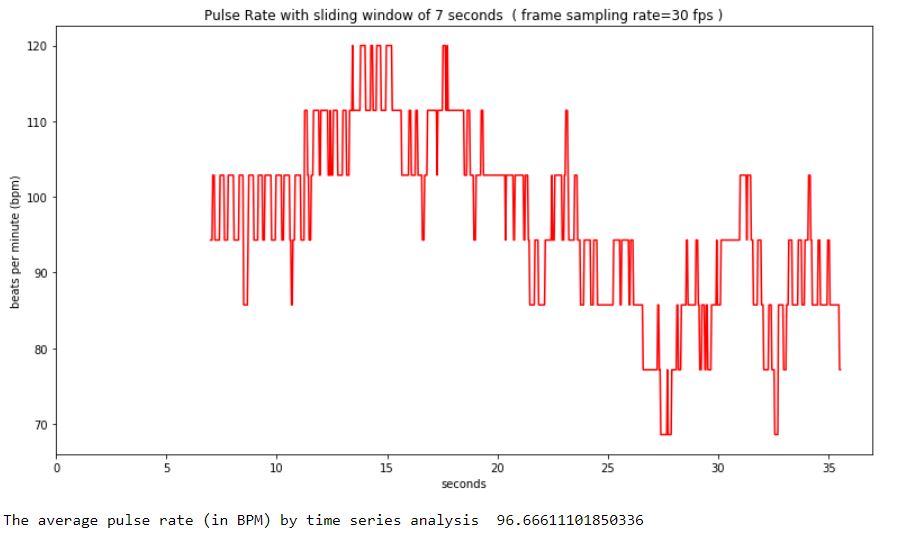 Pulse Rate with sliding window of 7 seconds ( frame sampling rate=30 fps )
120
110
100
90
80
70
beats per minute (bpm)
0 5 10 15 20 25 30 35
seconds
The average pulse rate (in BPM) by time series analysis 96.66611101850336